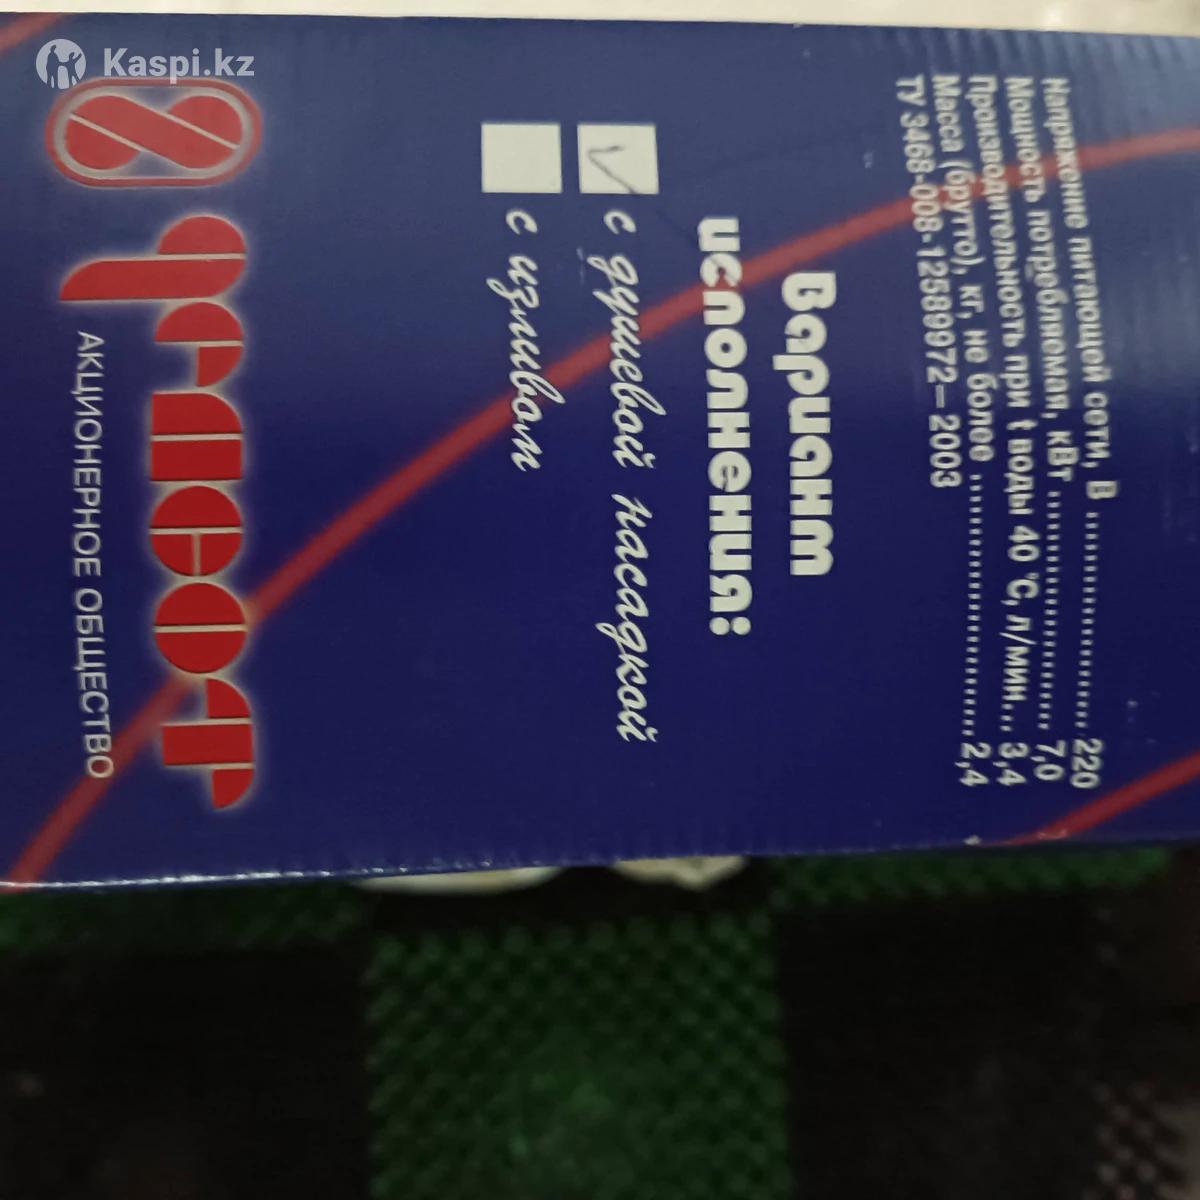 Kaspi.kz
Напряжение питающей сети, В ........................ 220
Мощность потребляемая, кВт ........................ 7,0
Производительность при t воды 40 °С, л/мин... 3,4
Масса (брутто), кг, не более ........................ 2,4
ТУ 3468-008-12589972—2003
Вариант
исполнения:
с душевой насадкой
с изливом
АКЦИОНЕРНОЕ ОБЩЕСТВО